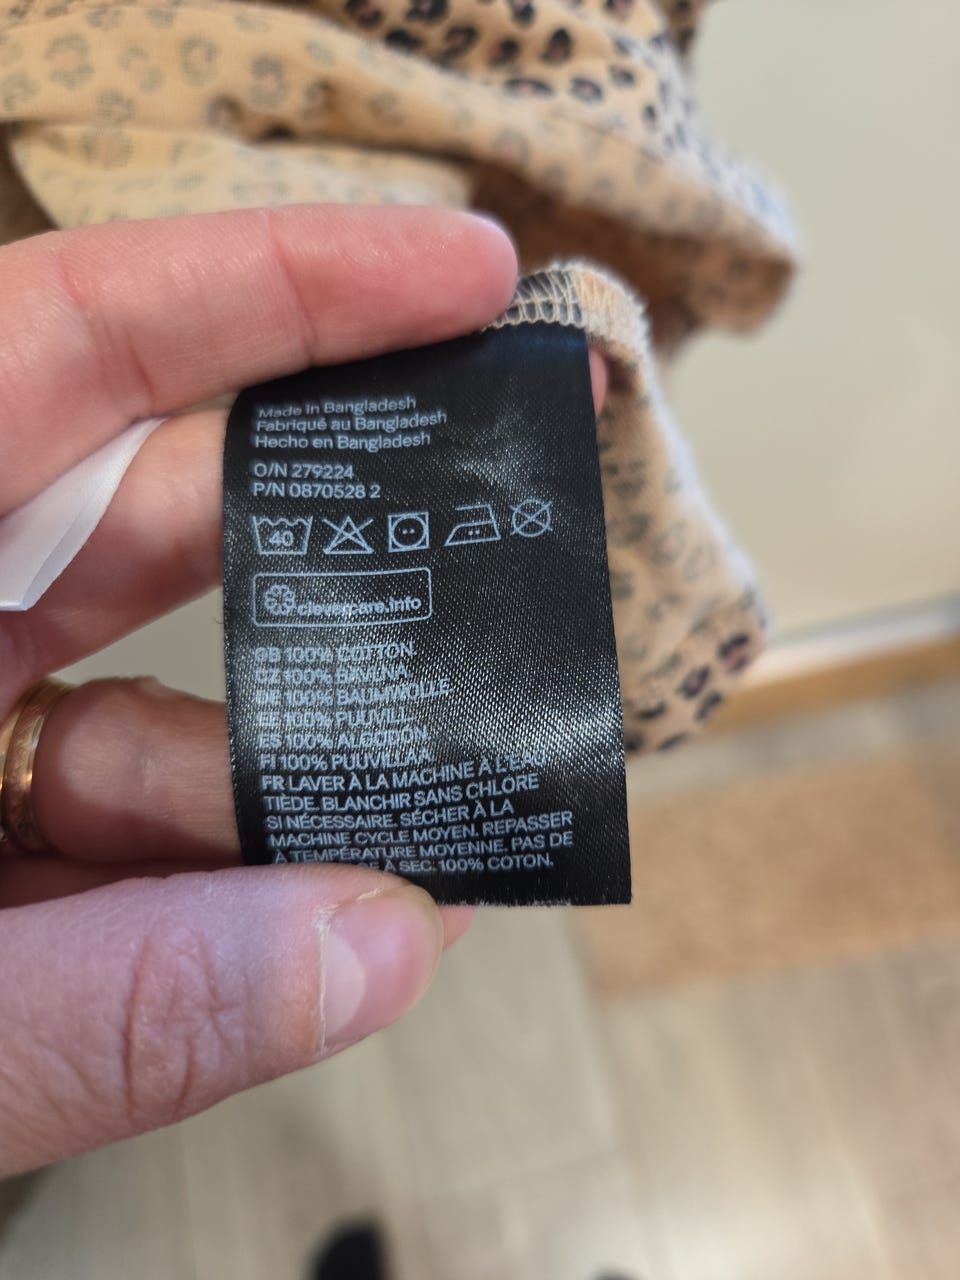 Made in Bangladesh
Fabriqué au Bangladesh
Hecho en Bangladesh
O/N 279224
P/N 0870528 2
40
clevercare.info
GB 100% COTTON
CZ 100% BAVLNA
DE 100% BAUMWOLLE
EE 100% PUUVILL
ES 100% ALGODON
FI 100% PUUVILLAA
FR LAVER À LA MACHINE À L'EAU
TIÈDE. BLANCHIR SANS CHLORE
SI NÉCESSAIRE. SÉCHER À LA
MACHINE CYCLE MOYEN. REPASSER
À TEMPÉRATURE MOYENNE. PAS DE
À SEC. 100% COTON.